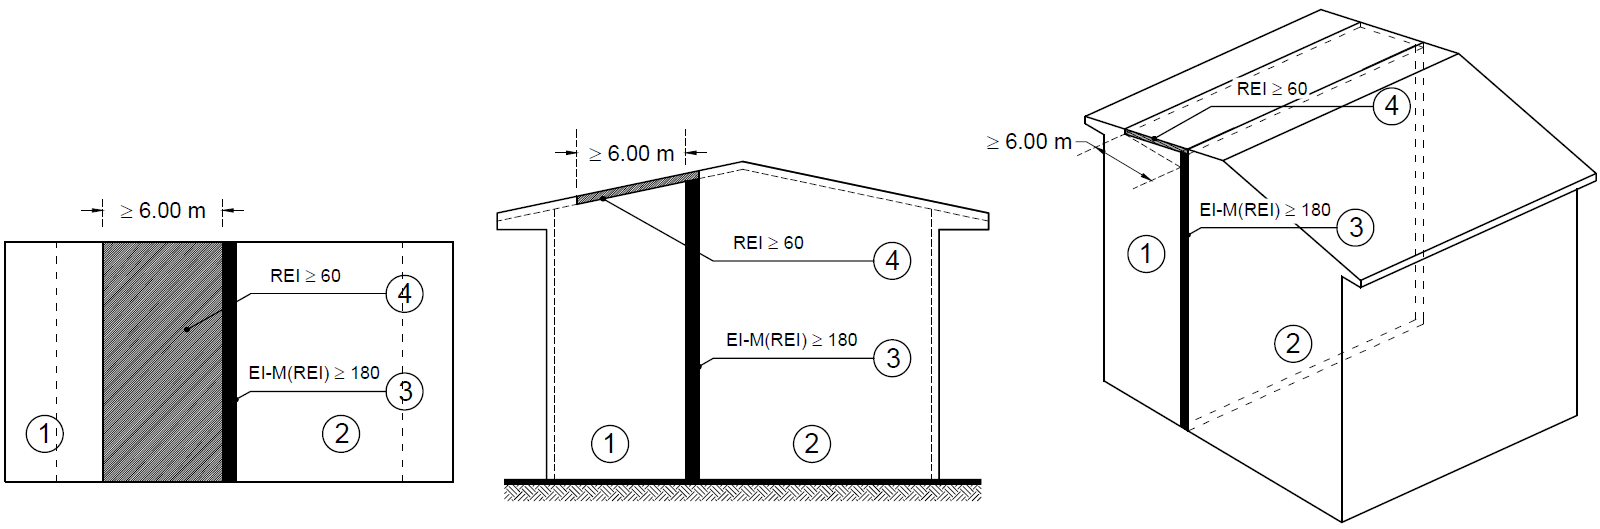 ≥ 6.00 m
REI ≥ 60
4
EI-M(REI) ≥ 180
3
1
2
≥ 6.00 m
REI ≥ 60
4
EI-M(REI) ≥ 180
3
1
2
REI ≥ 60
4
≥ 6.00 m
EI-M(REI) ≥ 180
3
1
2